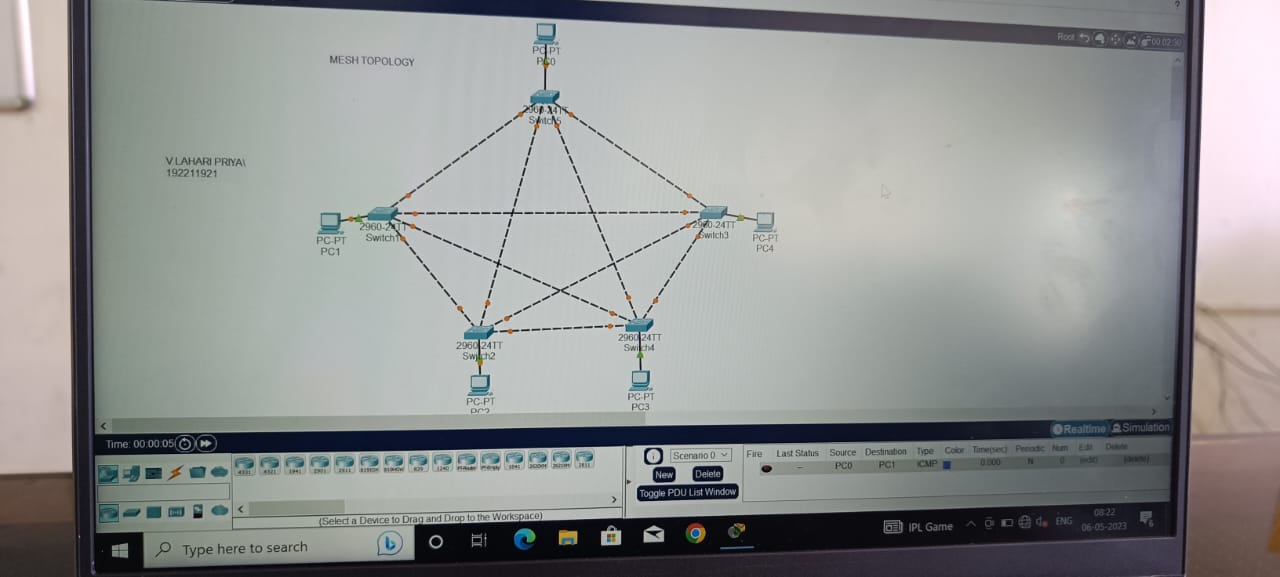 ?
Root
00:02:30
MESH TOPOLOGY
PC-PT
PC0
2960-24TT
Switch5
V.LAHARI PRIYA\
192211921
PC-PT
PC1
2960-24TT
Switch1
2960-24TT
Switch3
PC-PT
PC4
2960-24TT
Switch2
2960-24TT
Switch4
PC-PT
PC2
PC-PT
PC3
Time: 00:00:05
Realtime
Simulation
4331 4321 1941 2901 2911 819IOX 819HGW 829 1240 PT-Router PT-Empty 1841 2620XM 2621XM 2811
(Select a Device to Drag and Drop to the Workspace)
Scenario 0
New Delete
Toggle PDU List Window
Fire Last Status Source Destination Type Color Time(sec) Periodic Num Edit Delete
-- PC0 PC1 ICMP 0.000 N 0 (edit) (delete)
Type here to search
IPL Game
ENG
08:22
06-05-2023
6